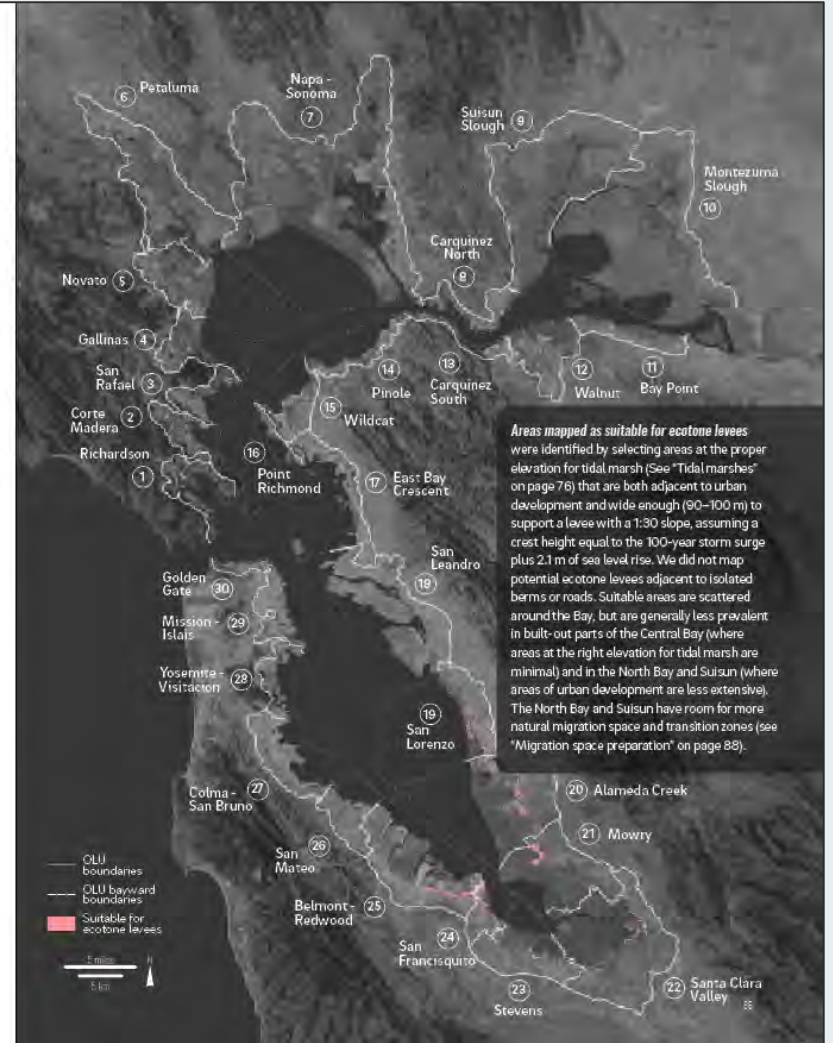 6 Petaluma
Napa -
Sonoma
7
Suisun
Slough 9
Montezuma
Slough
10
Carquinez
North
8
Novato 5
Gallinas 4
San
Rafael 3
Corte
Madera 2
Richardson
1
14
Pinole
13
Carquinez
South
12
Walnut
11
Bay Point
15 Wildcat
16
Point
Richmond
17 East Bay
Crescent
San
Leandro
18
Areas mapped as suitable for ecotone levees
were identified by selecting areas at the proper
elevation for tidal marsh (See "Tidal marshes"
on page 76) that are both adjacent to urban
development and wide enough (90–100 m) to
support a levee with a 1:30 slope, assuming a
crest height equal to the 100-year storm surge
plus 2.1 m of sea level rise. We did not map
potential ecotone levees adjacent to isolated
berms or roads. Suitable areas are scattered
around the Bay, but are generally less prevalent
in built-out parts of the Central Bay (where
areas at the right elevation for tidal marsh are
minimal) and in the North Bay and Suisun (where
areas of urban development are less extensive).
The North Bay and Suisun have room for more
natural migration space and transition zones (see
"Migration space preparation" on page 88).
Golden
Gate 30
Mission -
Islais 29
Yosemite -
Visitacion 28
19
San
Lorenzo
20 Alameda Creek
21 Mowry
27
Colma -
San Bruno
26
San
Mateo
25
Belmont -
Redwood
24
San
Francisquito
23
Stevens
22 Santa Clara
Valley
OLU
boundaries
OLU bayward
boundaries
Suitable for
ecotone levees
5 miles
5 km
N